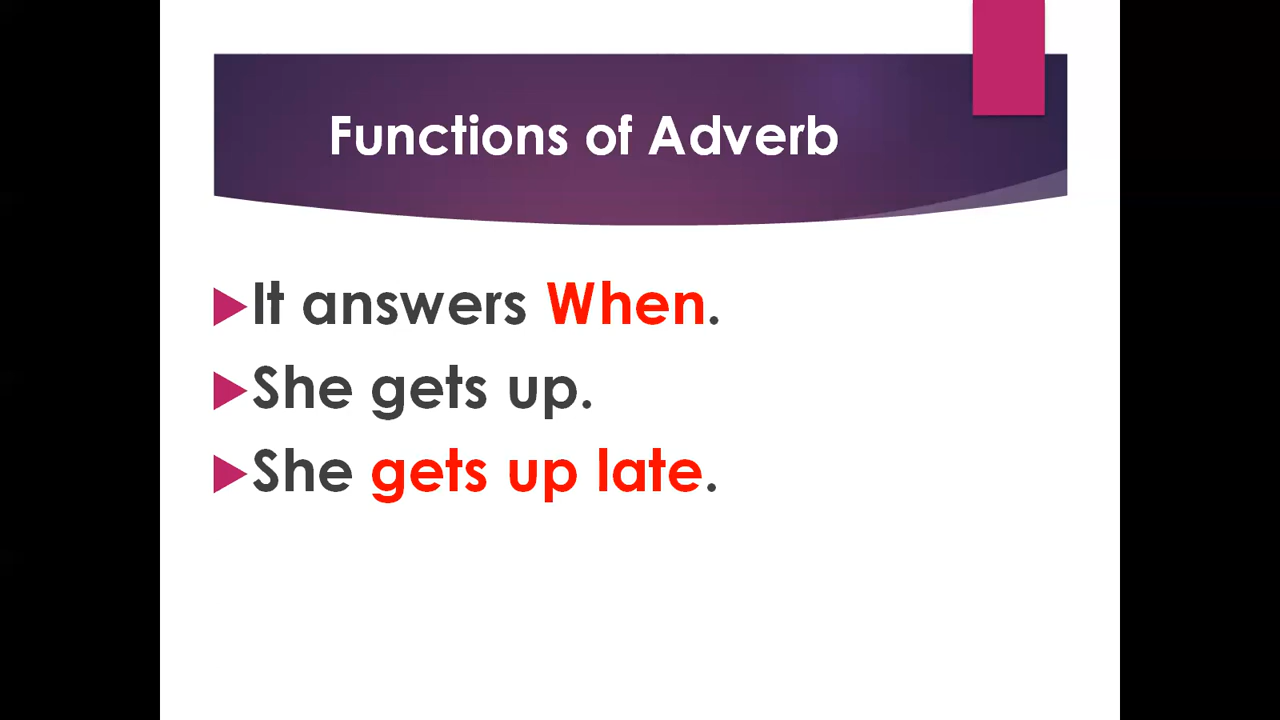 Functions of Adverb
It answers When.
She gets up.
She gets up late.